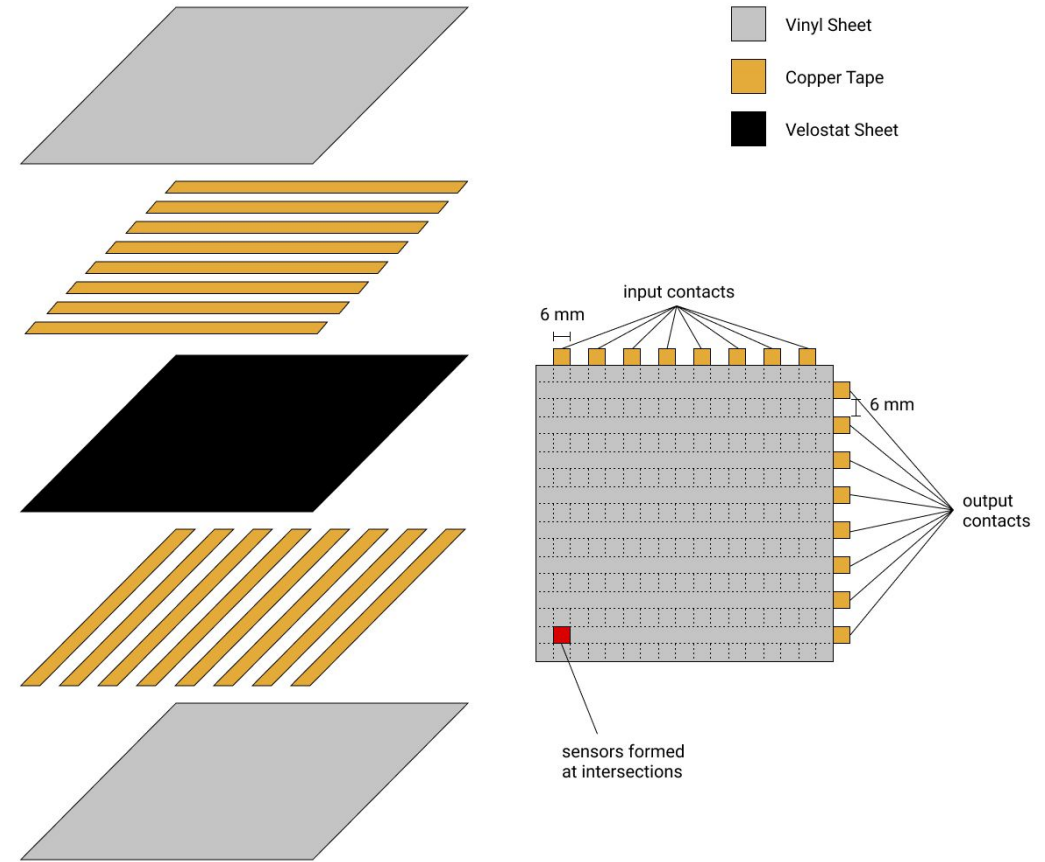 Vinyl Sheet
Copper Tape
Velostat Sheet
input contacts
6 mm
6 mm
output
contacts
sensors formed
at intersections